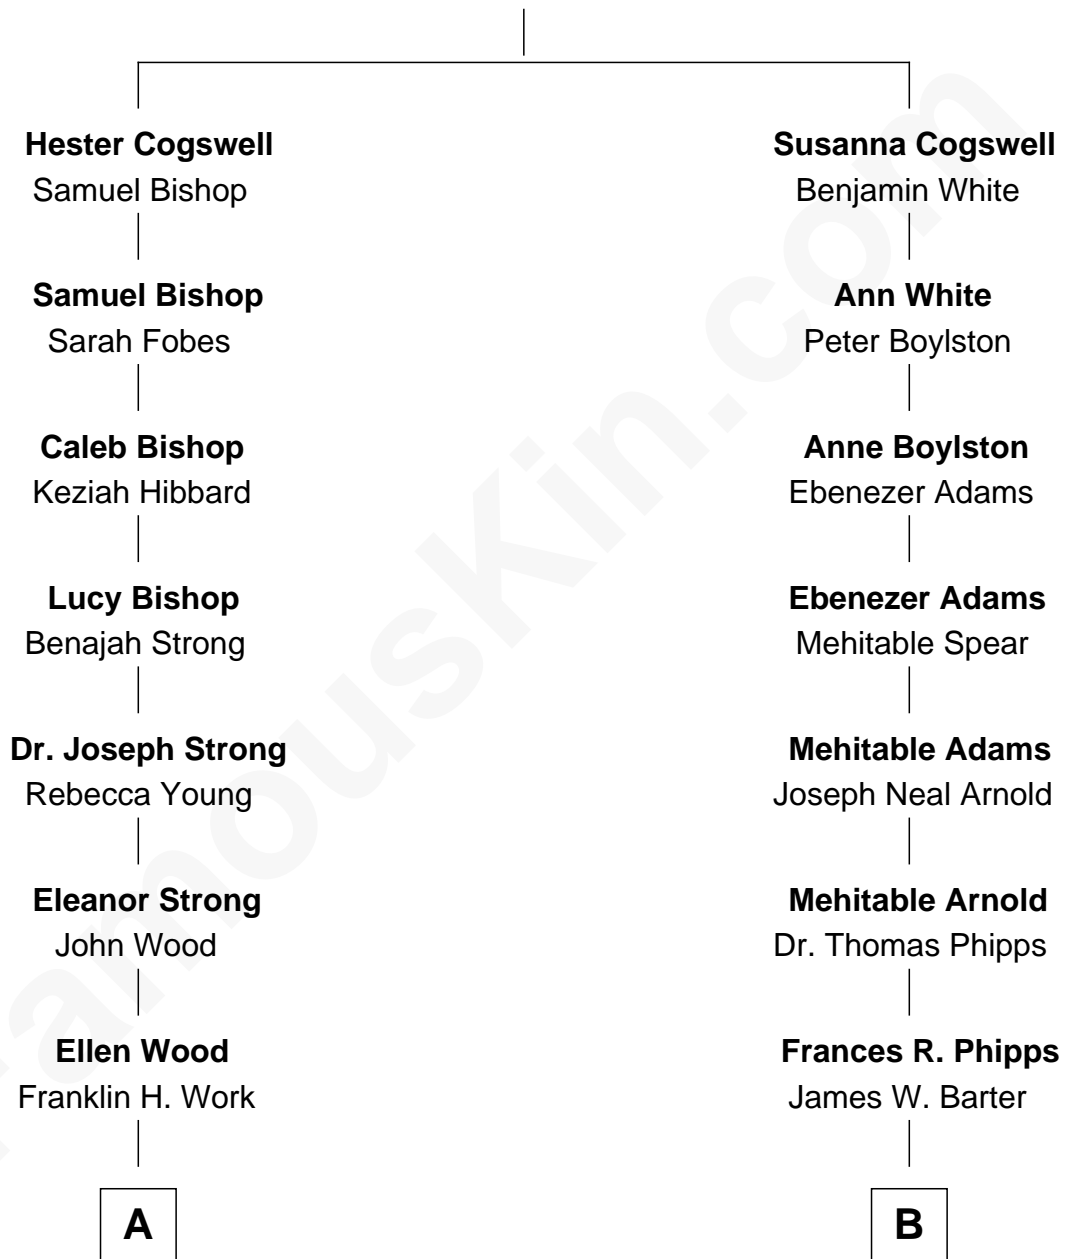 Hester Cogswell
Samuel Bishop
Samuel Bishop
Sarah Fobes
Caleb Bishop
Keziah Hibbard
Lucy Bishop
Benajah Strong
Dr. Joseph Strong
Rebecca Young
Eleanor Strong
John Wood
Ellen Wood
Franklin H. Work
A
Susanna Cogswell
Benjamin White
Ann White
Peter Boylston
Anne Boylston
Ebenezer Adams
Ebenezer Adams
Mehitable Spear
Mehitable Adams
Joseph Neal Arnold
Mehitable Arnold
Dr. Thomas Phipps
Frances R. Phipps
James W. Barter
B
FamousKin.com